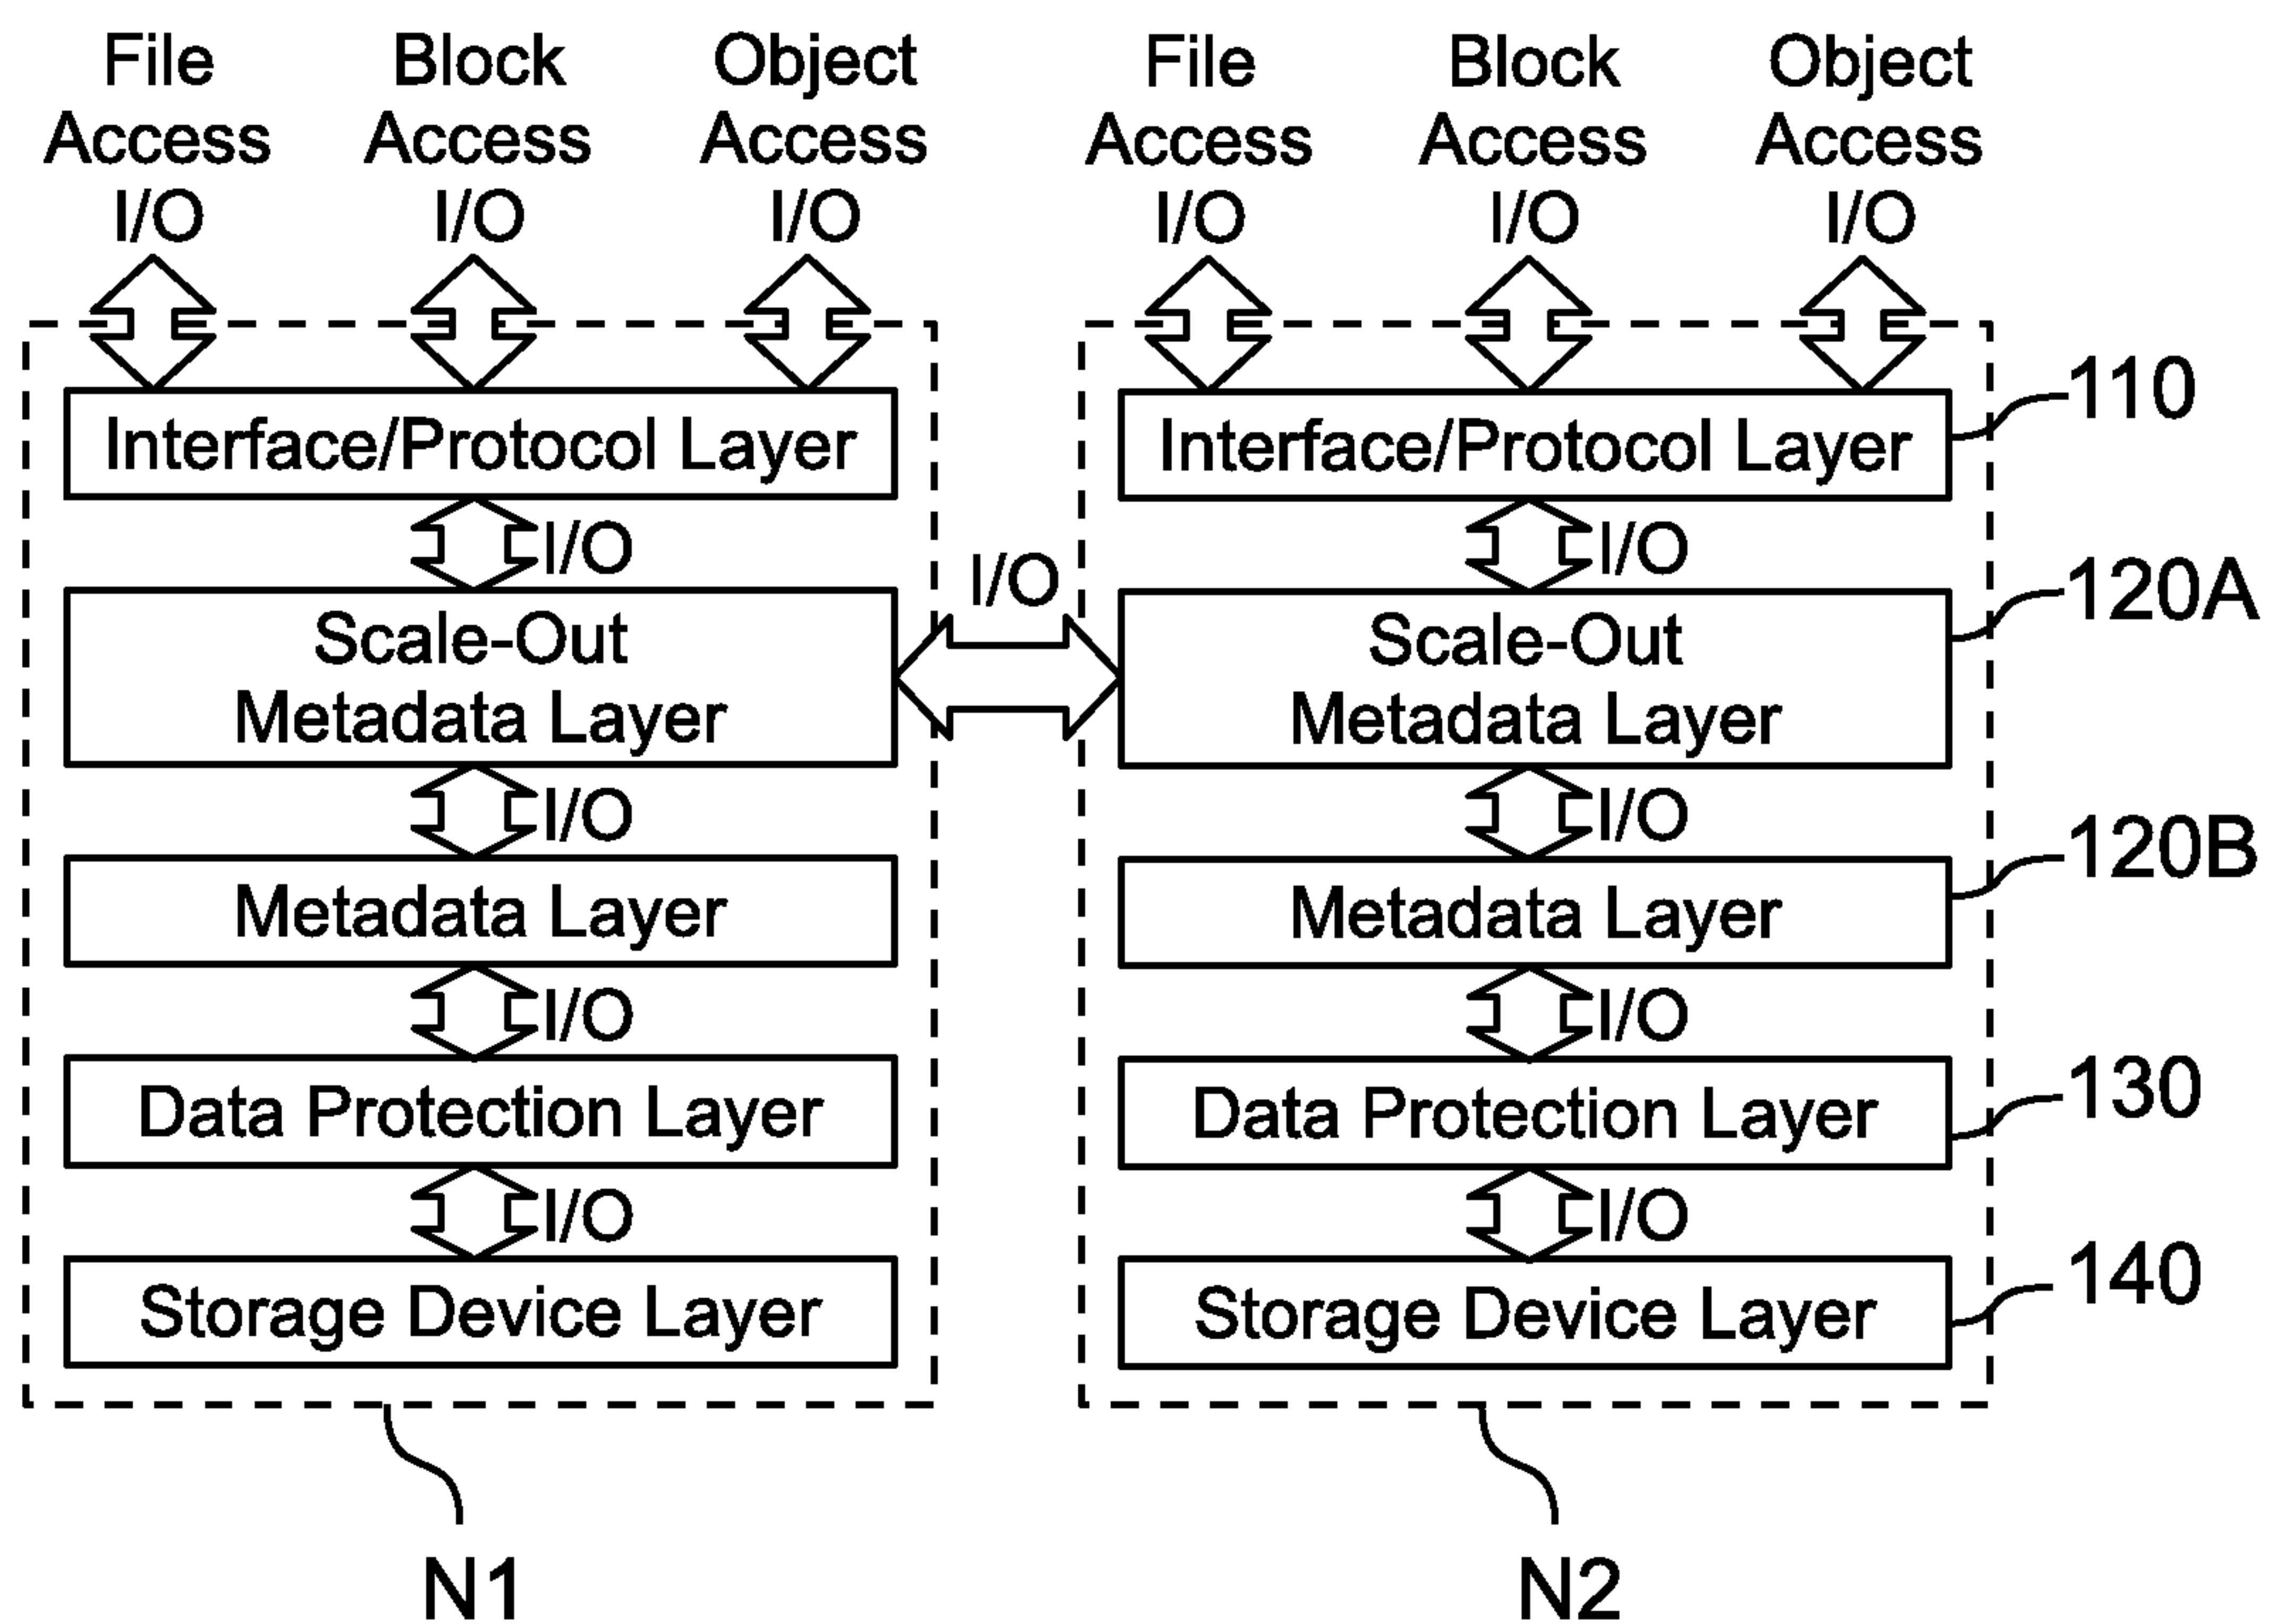 File
Access
I/O
Block
Access
I/O
Object
Access
I/O
Interface/Protocol Layer
I/O
Scale-Out
Metadata Layer
I/O
Metadata Layer
I/O
Data Protection Layer
I/O
Storage Device Layer
N1
I/O
File
Access
I/O
Block
Access
I/O
Object
Access
I/O
Interface/Protocol Layer
110
I/O
Scale-Out
Metadata Layer
120A
I/O
Metadata Layer
120B
I/O
Data Protection Layer
130
I/O
Storage Device Layer
140
N2